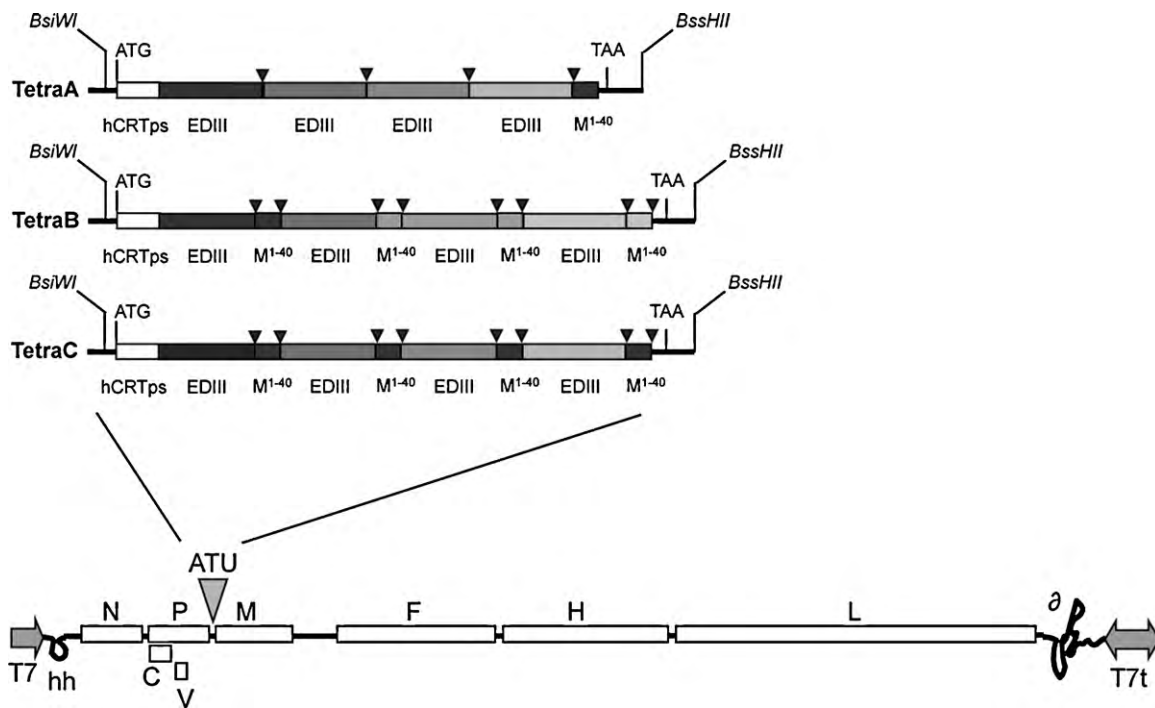 BsiWI BssHII
ATG TAA
TetraA
hCRTps EDIII EDIII EDIII EDIII M1-40
BsiWI BssHII
ATG TAA
TetraB
hCRTps EDIII M1-40 EDIII M1-40 EDIII M1-40 EDIII M1-40
BsiWI BssHII
ATG TAA
TetraC
hCRTps EDIII M1-40 EDIII M1-40 EDIII M1-40 EDIII M1-40
ATU
N P M F H L ∂
T7 hh C V T7t